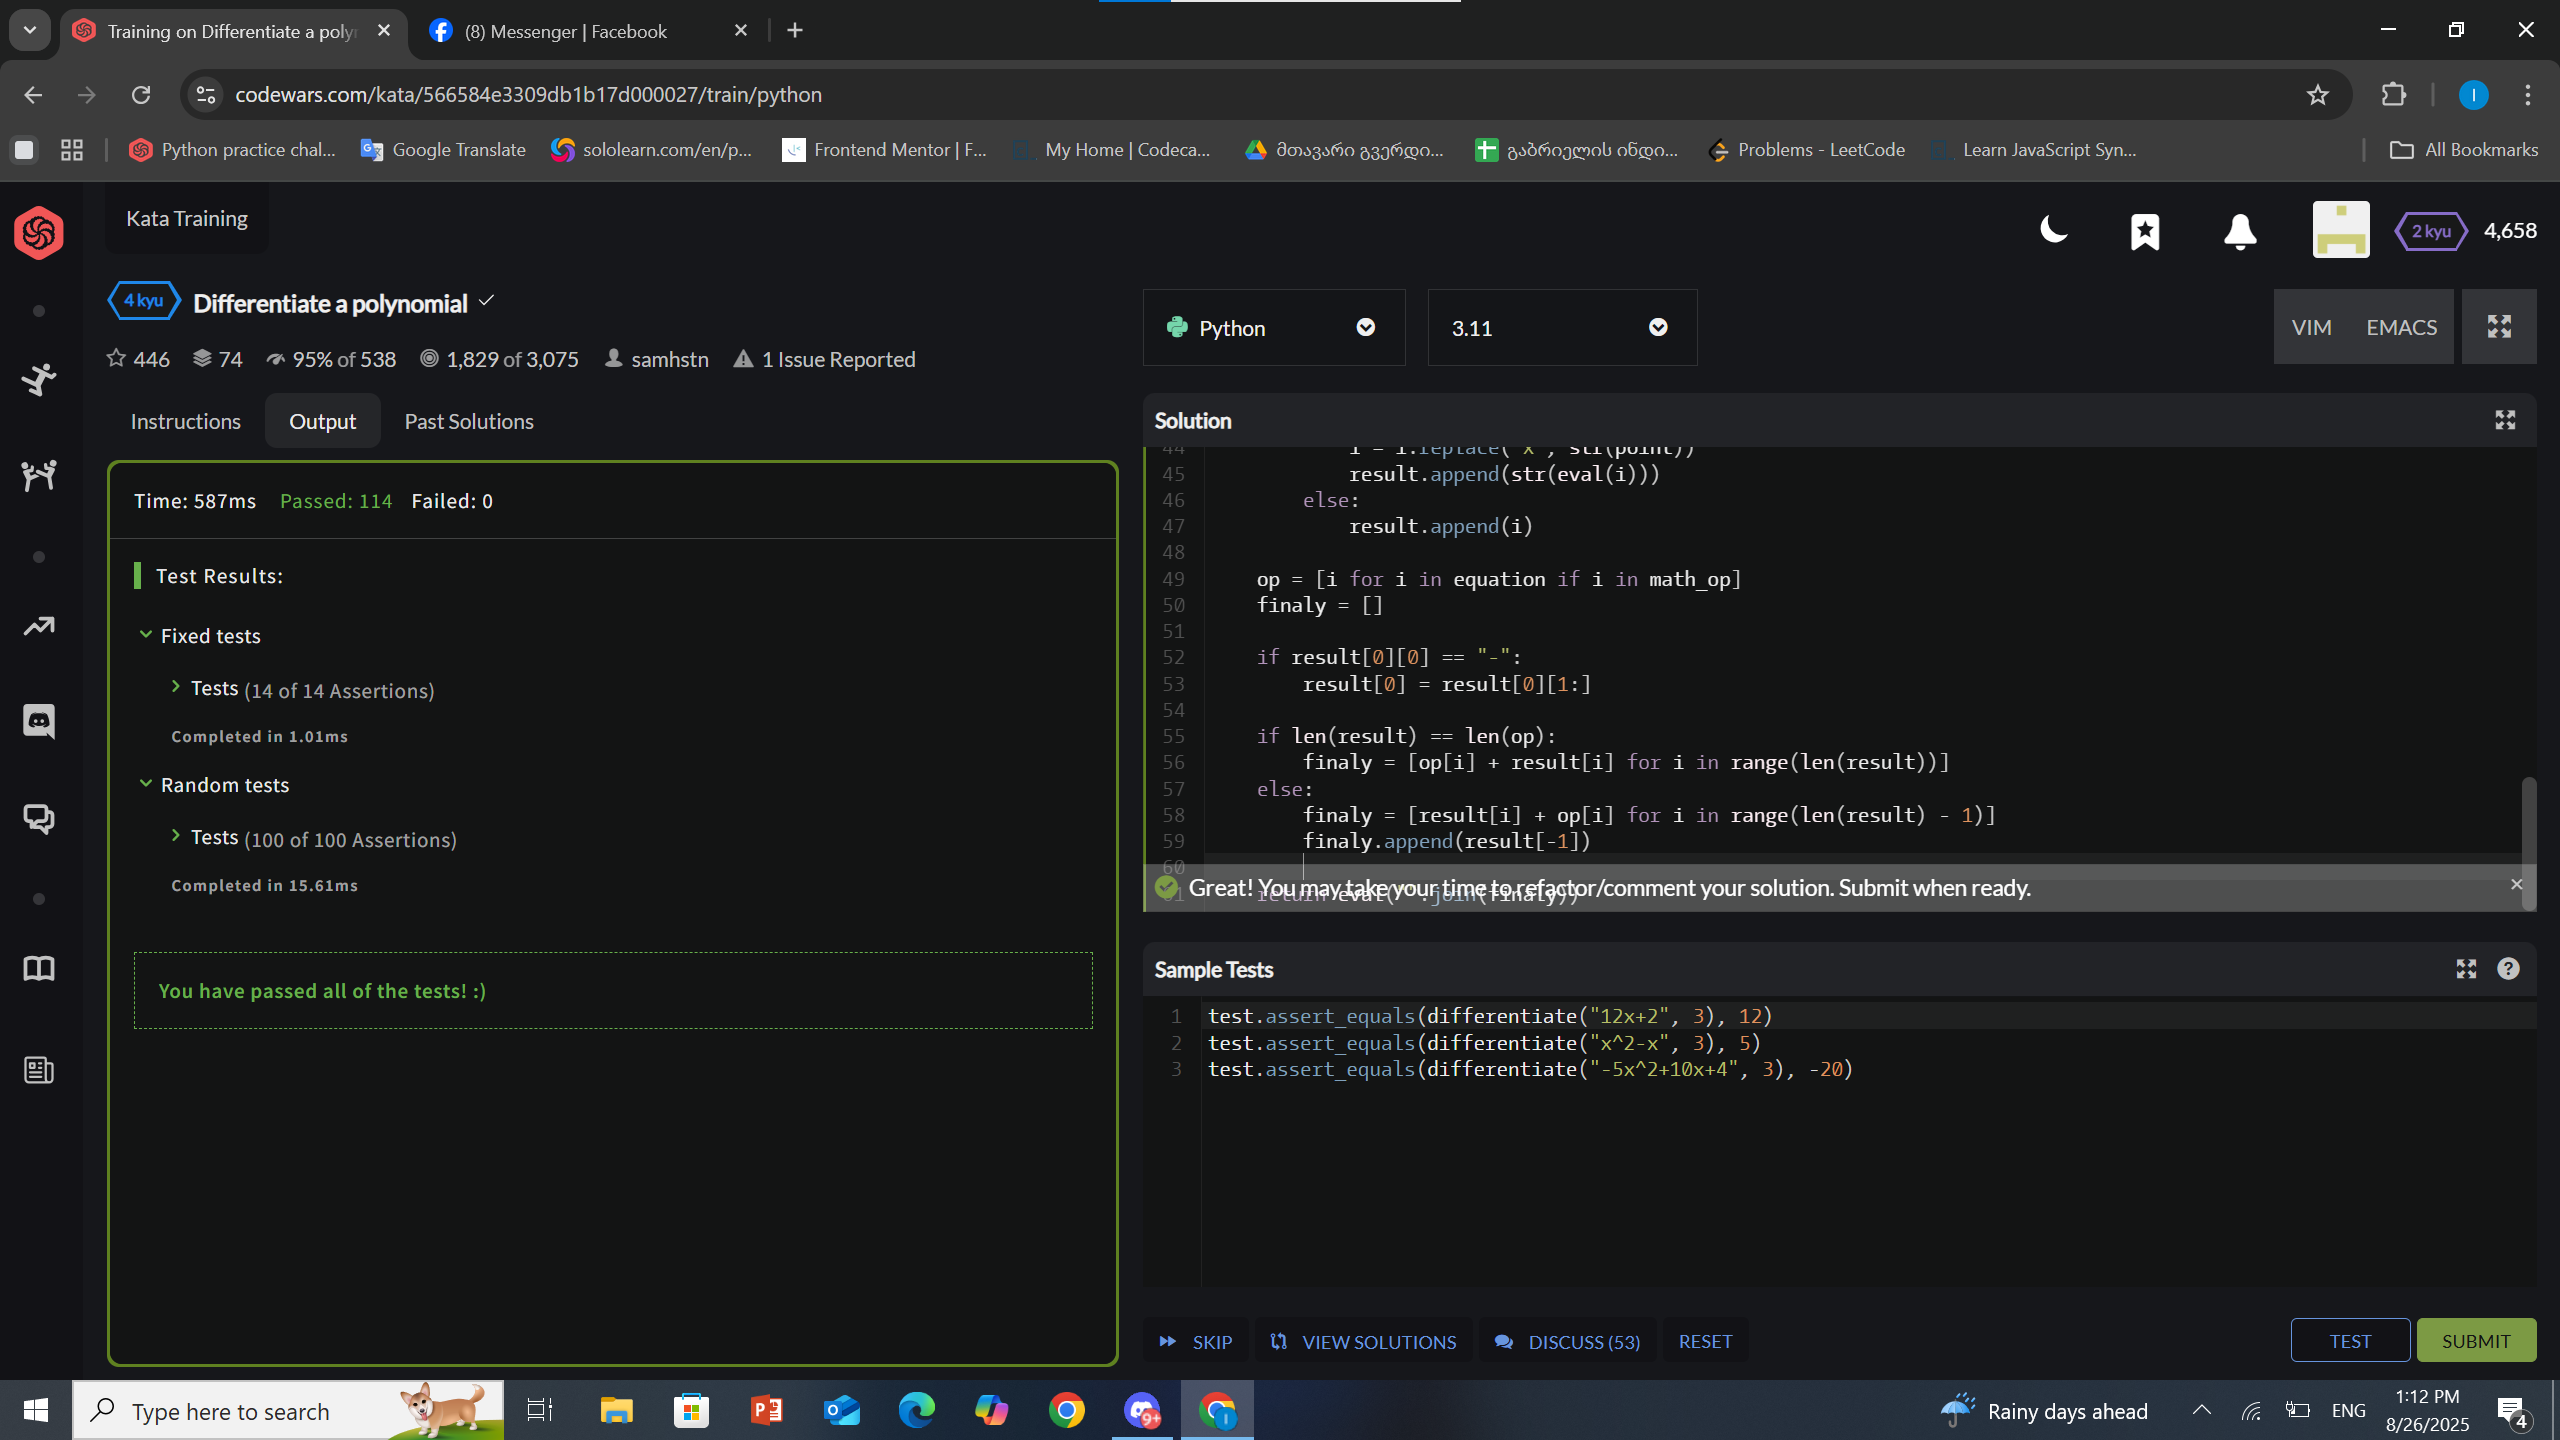 Training on Differentiate a poly
(8) Messenger | Facebook
codewars.com/kata/566584e3309db1b17d000027/train/python
Python practice chal...
Google Translate
sololearn.com/en/p...
Frontend Mentor | F...
My Home | Codeca...
მთავარი გვერდი...
გაბრიელის ინდი...
Problems - LeetCode
Learn JavaScript Syn...
All Bookmarks
Kata Training
2 kyu
4,658
4 kyu
Differentiate a polynomial
446
74
95% of 538
1,829 of 3,075
samhstn
1 Issue Reported
Python
3.11
VIM
EMACS
Instructions
Output
Past Solutions
Time: 587ms Passed: 114 Failed: 0
Test Results:
Fixed tests
Tests (14 of 14 Assertions)
Completed in 1.01ms
Random tests
Tests (100 of 100 Assertions)
Completed in 15.61ms
You have passed all of the tests! :)
Solution
44 i = i.replace("x", str(point))
45 result.append(str(eval(i)))
46 else:
47 result.append(i)
48
49 op = [i for i in equation if i in math_op]
50 finaly = []
51
52 if result[0][0] == "-":
53 result[0] = result[0][1:]
54
55 if len(result) == len(op):
56 finaly = [op[i] + result[i] for i in range(len(result))]
57 else:
58 finaly = [result[i] + op[i] for i in range(len(result) - 1)]
59 finaly.append(result[-1])
60
61 return eval("".join(finaly))
Great! You may take your time to refactor/comment your solution. Submit when ready.
Sample Tests
1 test.assert_equals(differentiate("12x+2", 3), 12)
2 test.assert_equals(differentiate("x^2-x", 3), 5)
3 test.assert_equals(differentiate("-5x^2+10x+4", 3), -20)
SKIP
VIEW SOLUTIONS
DISCUSS (53)
RESET
TEST
SUBMIT
Type here to search
9+
Rainy days ahead
ENG
1:12 PM
8/26/2025
4